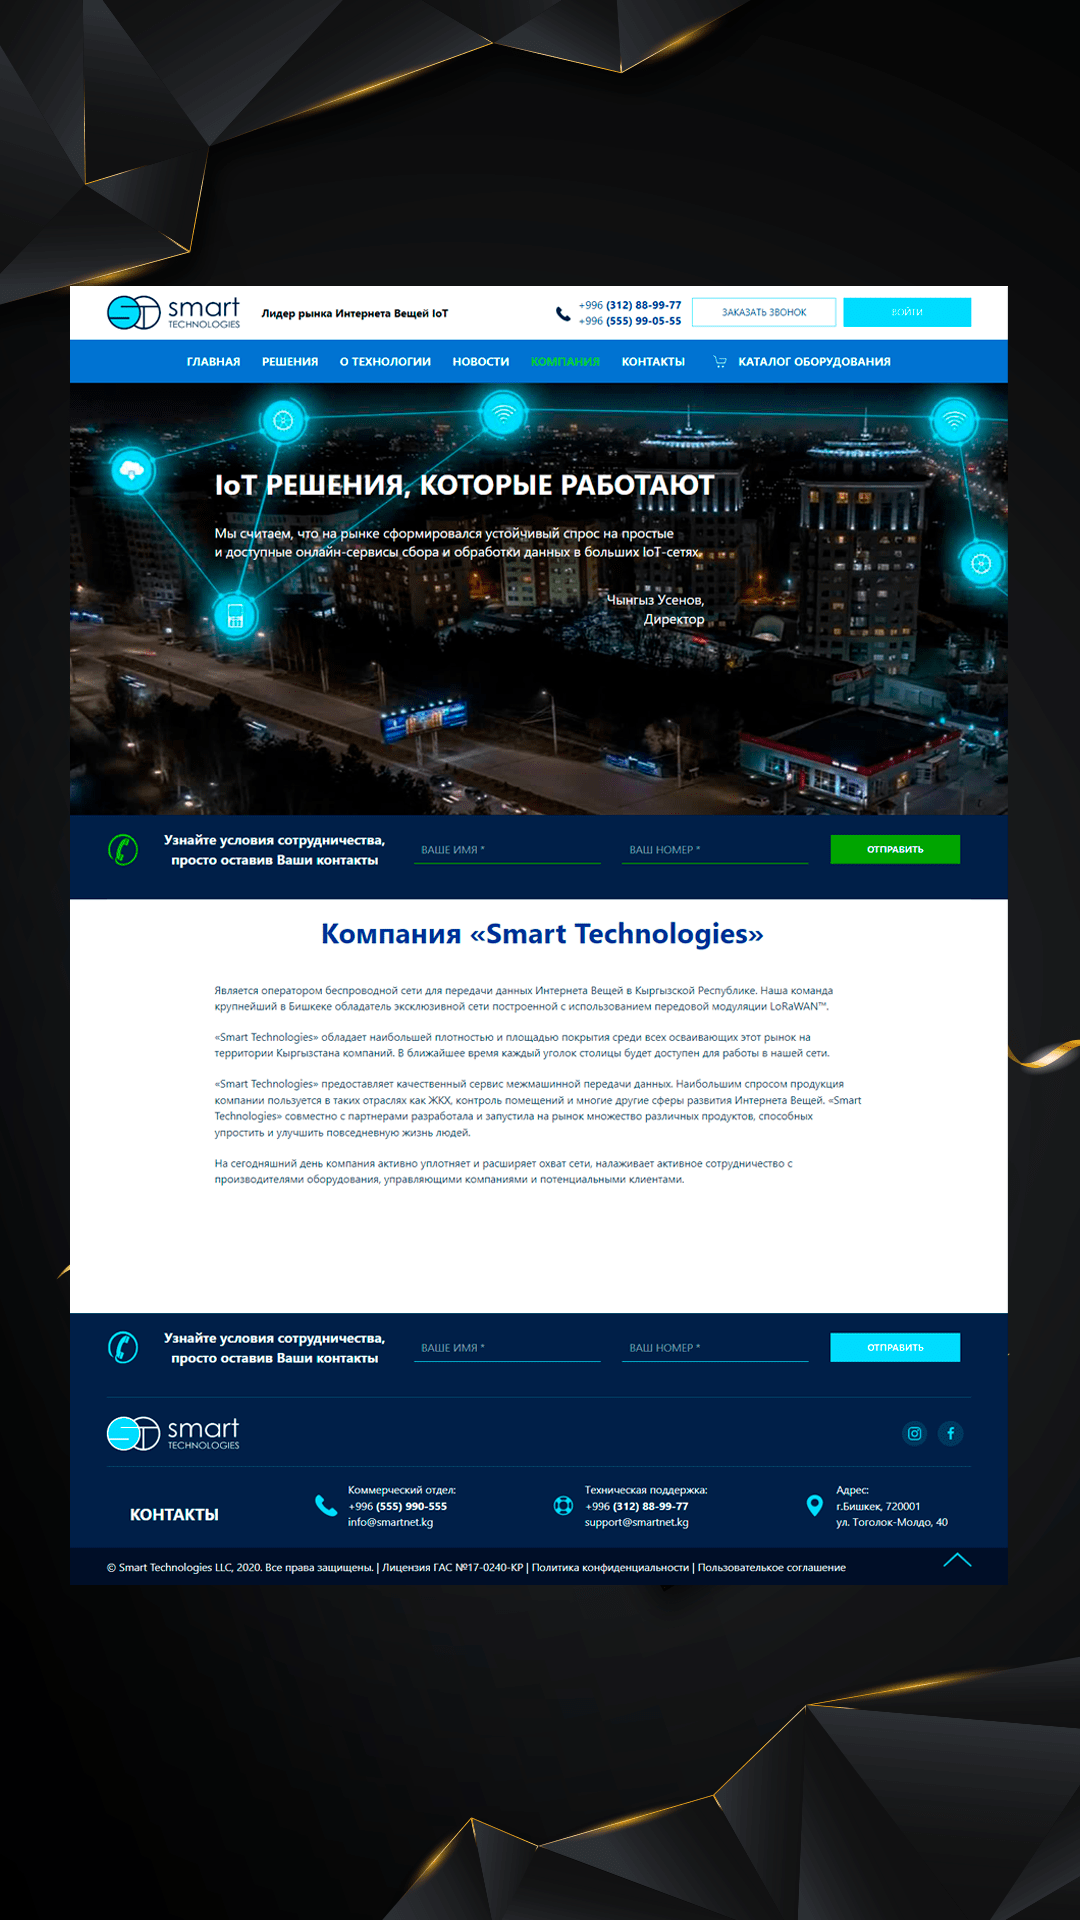 smart
TECHNOLOGIES
Лидер рынка Интернета Вещей IoT
+996 (312) 88-99-77
+996 (555) 99-05-55
ЗАКАЗАТЬ ЗВОНОК
ВОЙТИ
ГЛАВНАЯ РЕШЕНИЯ О ТЕХНОЛОГИИ НОВОСТИ КОМПАНИЯ КОНТАКТЫ КАТАЛОГ ОБОРУДОВАНИЯ
IoT РЕШЕНИЯ, КОТОРЫЕ РАБОТАЮТ
Мы считаем, что на рынке сформировался устойчивый спрос на простые
и доступные онлайн-сервисы сбора и обработки данных в больших IoT-сетях.
Чынгыз Усенов,
Директор
Узнайте условия сотрудничества,
просто оставив Ваши контакты
ВАШЕ ИМЯ *
ВАШ НОМЕР *
ОТПРАВИТЬ
Компания «Smart Technologies»
Является оператором беспроводной сети для передачи данных Интернета Вещей в Кыргызской Республике. Наша команда
крупнейший в Бишкеке обладатель эксклюзивной сети построенной с использованием передовой модуляции LoRaWAN™.
«Smart Technologies» обладает наибольшей плотностью и площадью покрытия среди всех осваивающих этот рынок на
территории Кыргызстана компаний. В ближайшее время каждый уголок столицы будет доступен для работы в нашей сети.
«Smart Technologies» предоставляет качественный сервис межмашинной передачи данных. Наибольшим спросом продукция
компании пользуется в таких отраслях как ЖКХ, контроль помещений и многие другие сферы развития Интернета Вещей. «Smart
Technologies» совместно с партнерами разработала и запустила на рынок множество различных продуктов, способных
упростить и улучшить повседневную жизнь людей.
На сегодняшний день компания активно уплотняет и расширяет охват сети, налаживает активное сотрудничество с
производителями оборудования, управляющими компаниями и потенциальными клиентами.
Узнайте условия сотрудничества,
просто оставив Ваши контакты
ВАШЕ ИМЯ *
ВАШ НОМЕР *
ОТПРАВИТЬ
smart
TECHNOLOGIES
КОНТАКТЫ
Коммерческий отдел:
+996 (555) 990-555
info@smartnet.kg
Техническая поддержка:
+996 (312) 88-99-77
support@smartnet.kg
Адрес:
г.Бишкек, 720001
ул. Тоголок-Молдо, 40
© Smart Technologies LLC, 2020. Все права защищены. | Лицензия ГАС №17-0240-КР | Политика конфиденциальности | Пользователькое соглашение